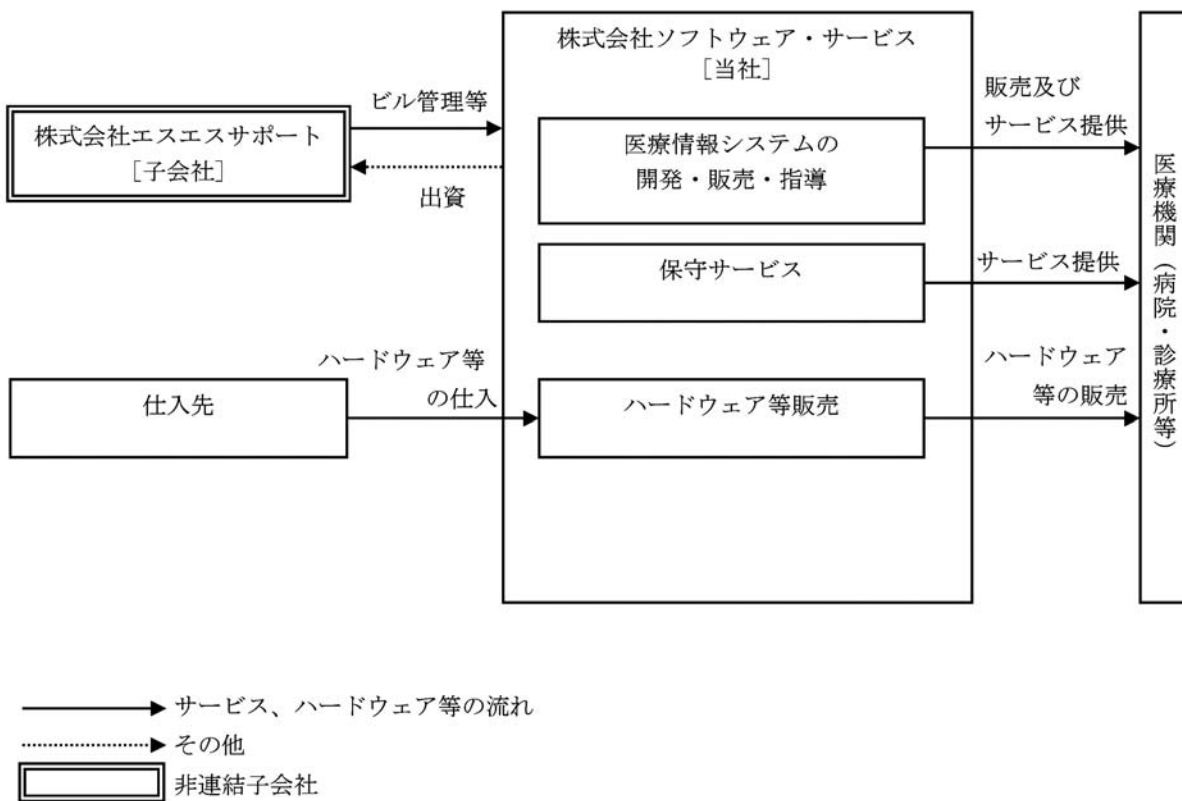 株式会社ソフトウェア・サービス
［当社］
ビル管理等
株式会社エスエスサポート
［子会社］
出資
医療情報システムの
開発・販売・指導
販売及び
サービス提供
保守サービス
サービス提供
ハードウェア等
の仕入
仕入先
ハードウェア等販売
ハードウェア
等の販売
医療機関（病院・診療所等）
サービス、ハードウェア等の流れ
その他
非連結子会社